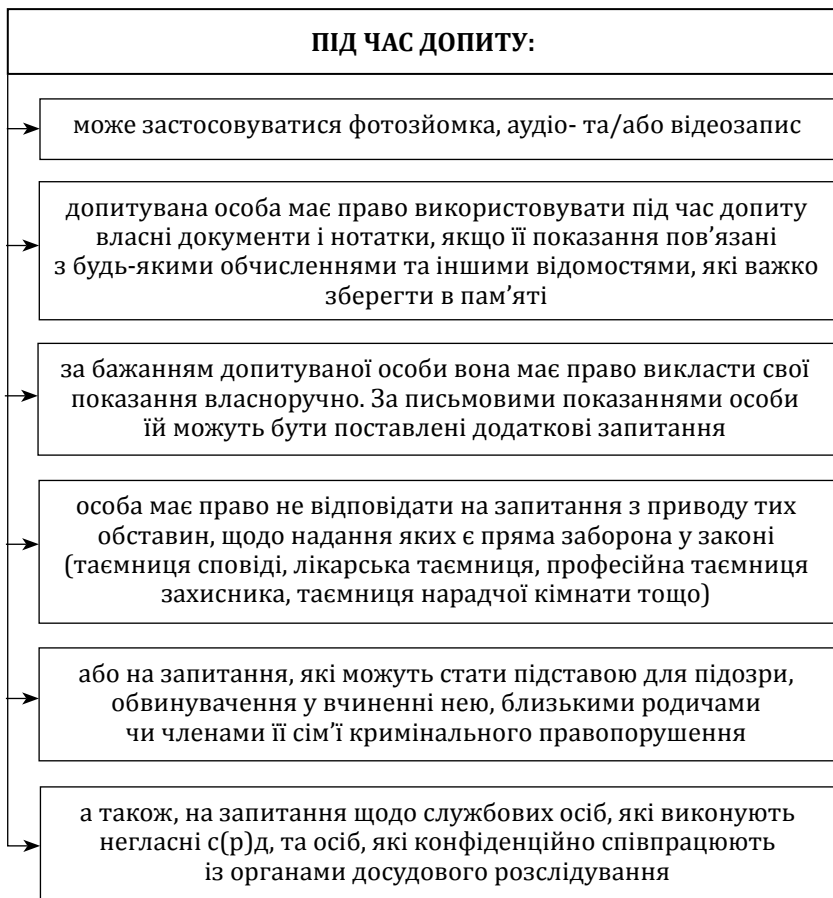 ПІД ЧАС ДОПИТУ:
може застосовуватися фотозйомка, аудіо- та/або відеозапис
допитувана особа має право використовувати під час допиту
власні документи і нотатки, якщо її показання пов’язані
з будь-якими обчисленнями та іншими відомостями, які важко
зберегти в пам’яті
за бажанням допитуваної особи вона має право викласти свої
показання власноручно. За письмовими показаннями особи
їй можуть бути поставлені додаткові запитання
особа має право не відповідати на запитання з приводу тих
обставин, щодо надання яких є пряма заборона у законі
(таємниця сповіді, лікарська таємниця, професійна таємниця
захисника, таємниця нарадчої кімнати тощо)
або на запитання, які можуть стати підставою для підозри,
обвинувачення у вчиненні нею, близькими родичами
чи членами її сім’ї кримінального правопорушення
а також, на запитання щодо службових осіб, які виконують
негласні с(р)д, та осіб, які конфіденційно співпрацюють
із органами досудового розслідування